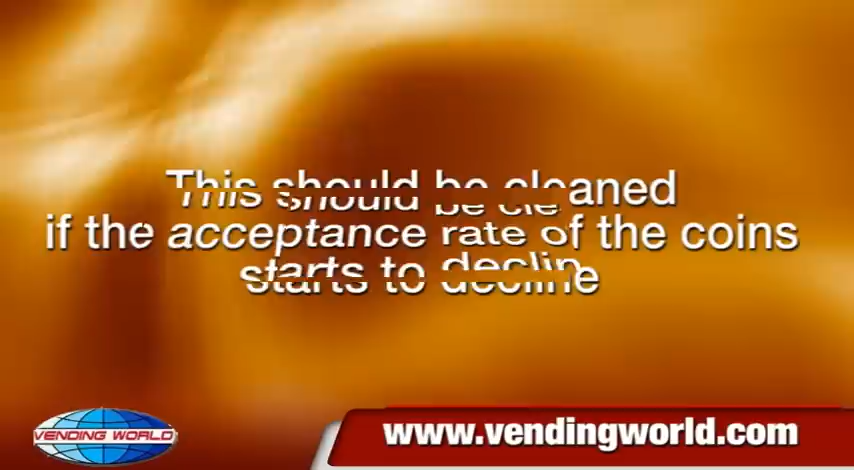 This should be cleaned
if the acceptance rate of the coins
starts to decline
VENDING WORLD
www.vendingworld.com